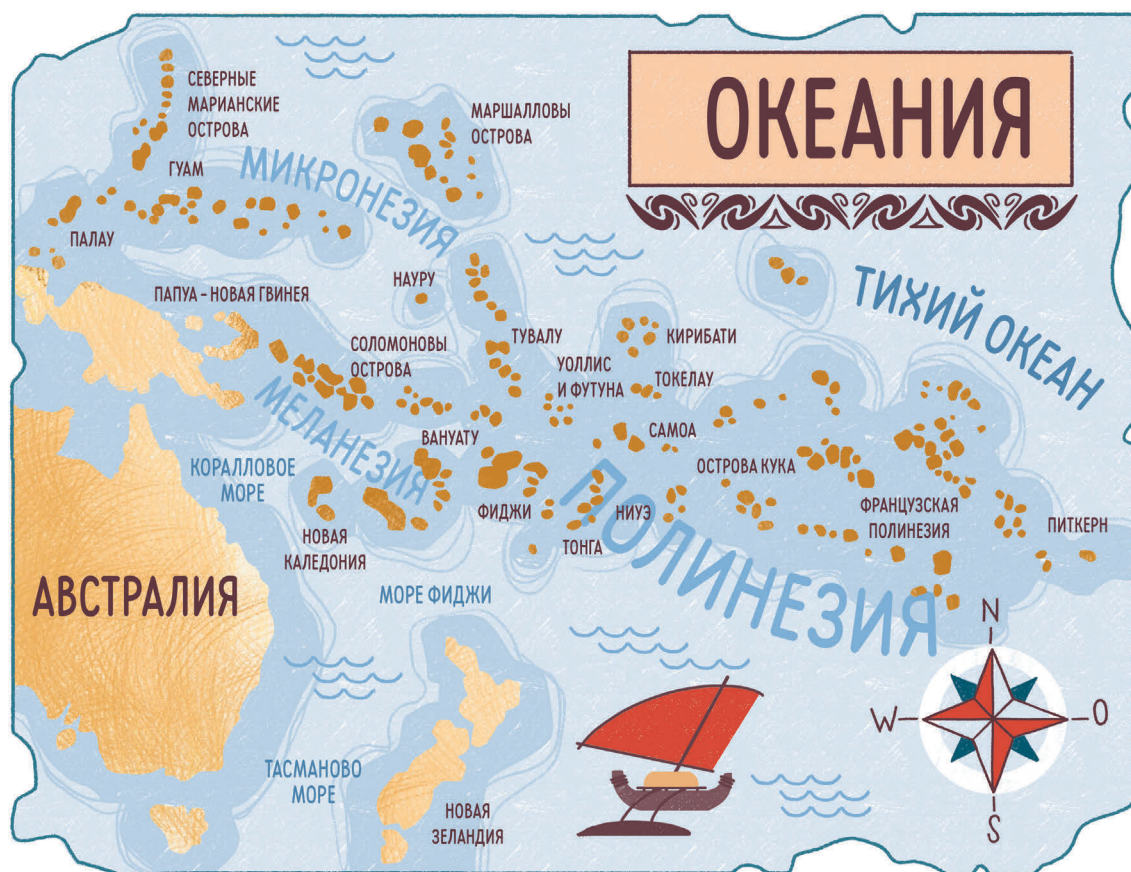 ОКЕАНИЯ
СЕВЕРНЫЕ
МАРИАНСКИЕ
ОСТРОВА
МАРШАЛЛОВЫ
ОСТРОВА
ГУАМ
МИКРОНЕЗИЯ
ПАЛАУ
НАУРУ
ТИХИЙ ОКЕАН
ПАПУА – НОВАЯ ГВИНЕЯ
СОЛОМОНОВЫ
ОСТРОВА
ТУВАЛУ
КИРИБАТИ
УОЛЛИС
И ФУТУНА
ТОКЕЛАУ
МЕЛАНЕЗИЯ
ВАНУАТУ
САМОА
КОРАЛЛОВОЕ
МОРЕ
ОСТРОВА КУКА
ПОЛИНЕЗИЯ
НОВАЯ
КАЛЕДОНИЯ
ФИДЖИ
НИУЭ
ФРАНЦУЗСКАЯ
ПОЛИНЕЗИЯ
ПИТКЕРН
ТОНГА
АВСТРАЛИЯ
МОРЕ ФИДЖИ
N
W
O
S
ТАСМАНОВО
МОРЕ
НОВАЯ
ЗЕЛАНДИЯ